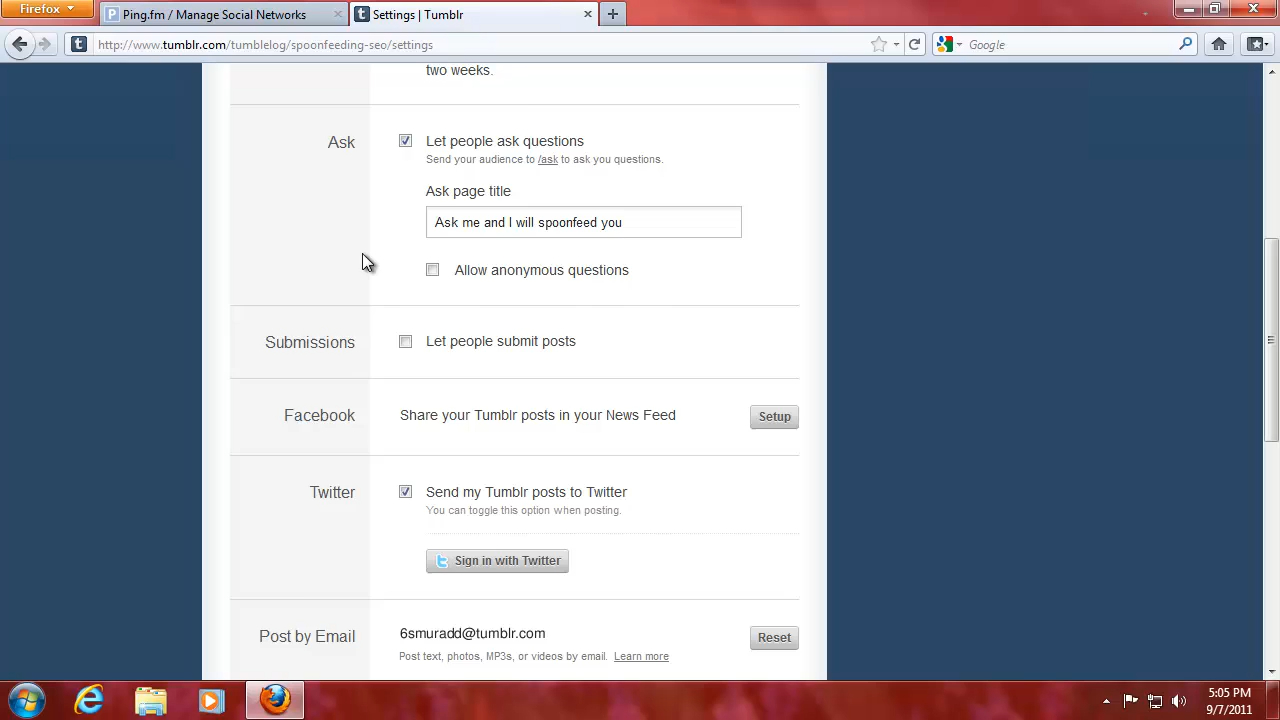 Firefox
Ping.fm / Manage Social Networks
Settings | Tumblr
http://www.tumblr.com/tumblelog/spoonfeeding-seo/settings
Google
two weeks.
Ask
Let people ask questions
Send your audience to /ask to ask you questions.
Ask page title
Ask me and I will spoonfeed you
Allow anonymous questions
Submissions
Let people submit posts
Facebook
Share your Tumblr posts in your News Feed
Setup
Twitter
Send my Tumblr posts to Twitter
You can toggle this option when posting.
Sign in with Twitter
Post by Email
6smuradd@tumblr.com
Reset
Post text, photos, MP3s, or videos by email. Learn more
5:05 PM
9/7/2011